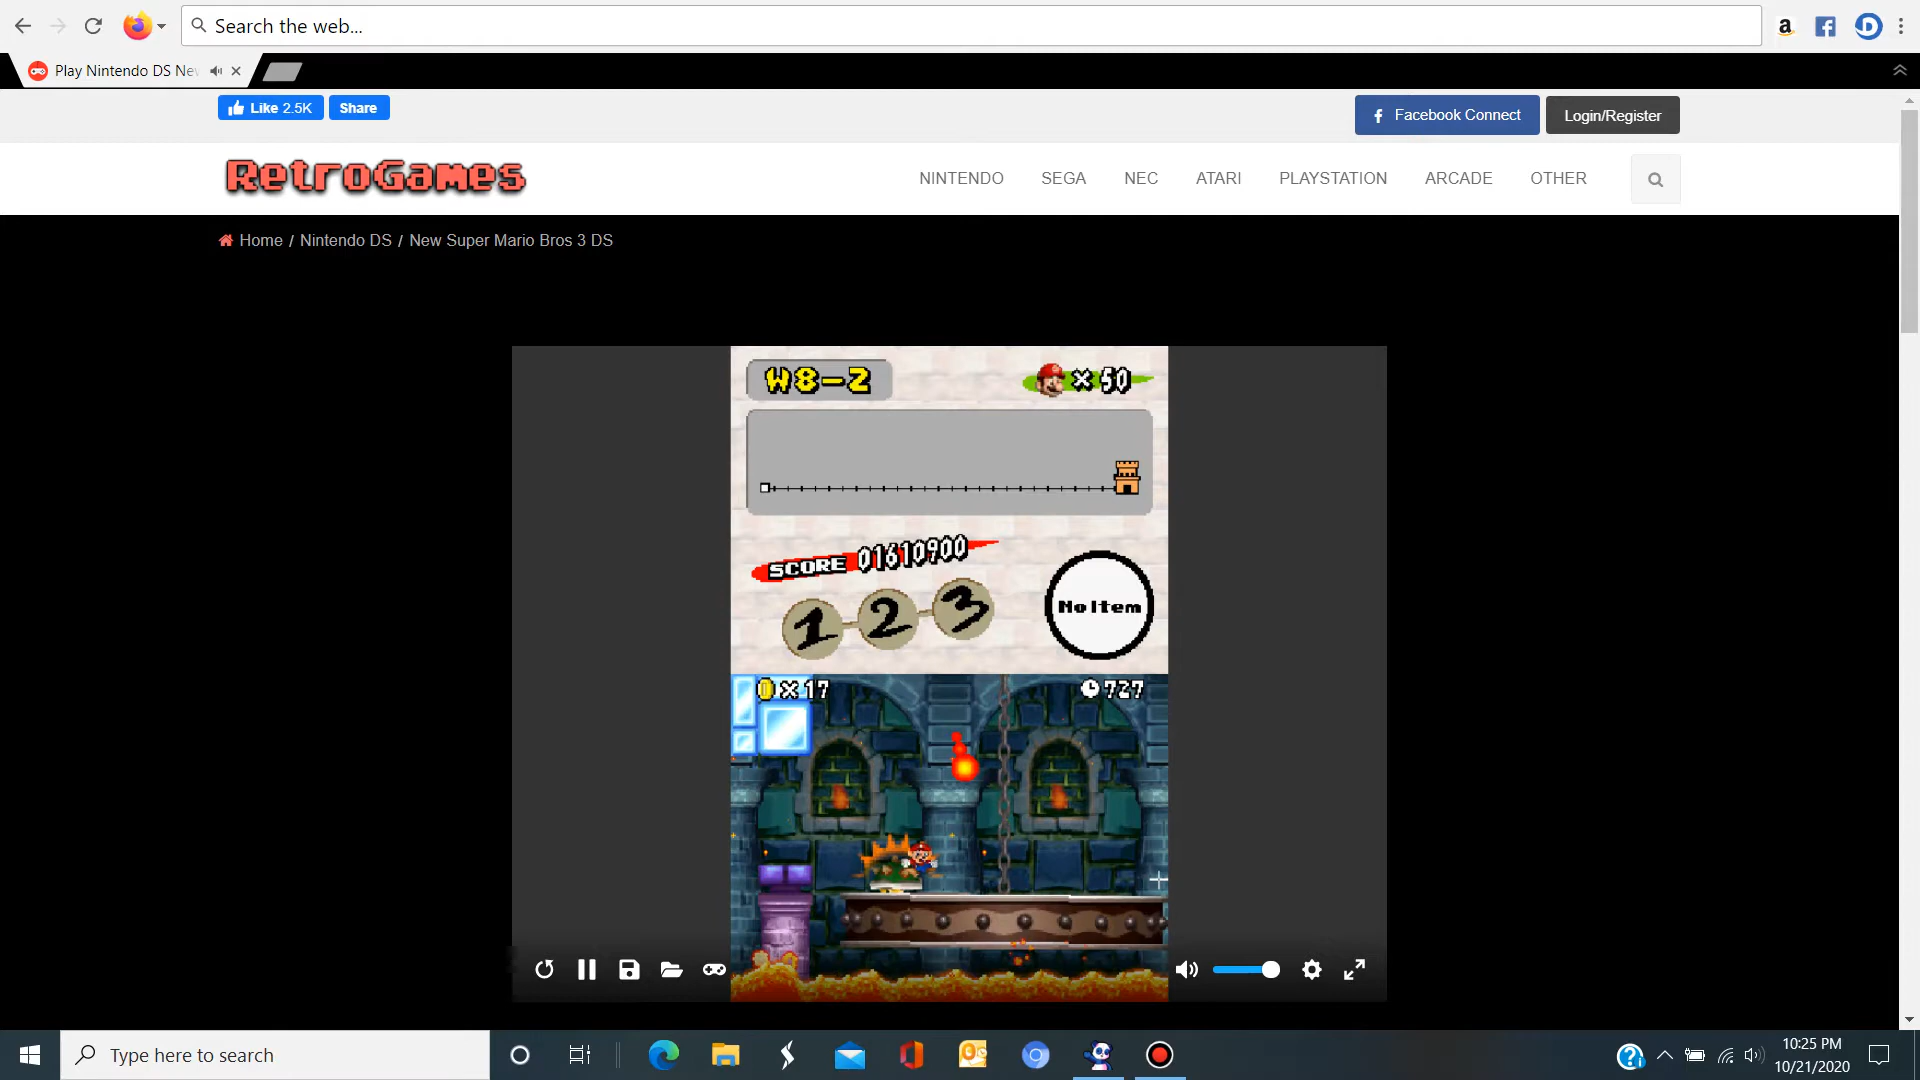 Search the web...
a
Play Nintendo DS Ne
Like 2.5K
Share
Facebook Connect
Login/Register
RetroGames
NINTENDO
SEGA
NEC
ATARI
PLAYSTATION
ARCADE
OTHER
Home / Nintendo DS / New Super Mario Bros 3 DS
W8-2
× 50
SCORE 01610900
1 2 3
No Item
× 17
727
Type here to search
10:25 PM
10/21/2020